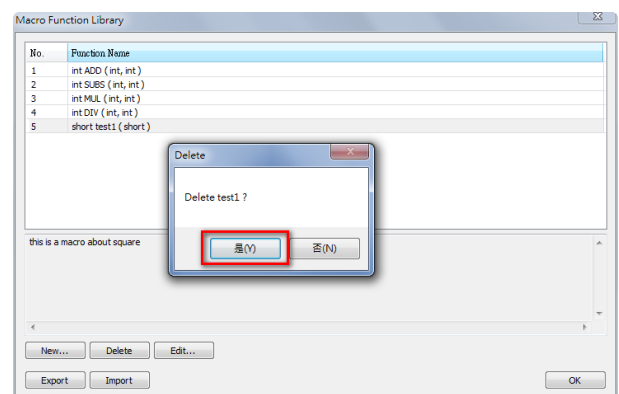 Macro Function Library
No. Function Name
1 int ADD ( int, int )
2 int SUBS ( int, int )
3 int MUL ( int, int )
4 int DIV ( int, int )
5 short test1 ( short )
Delete
Delete test1 ?
是(Y) 否(N)
this is a macro about square
New... Delete Edit...
Export Import OK